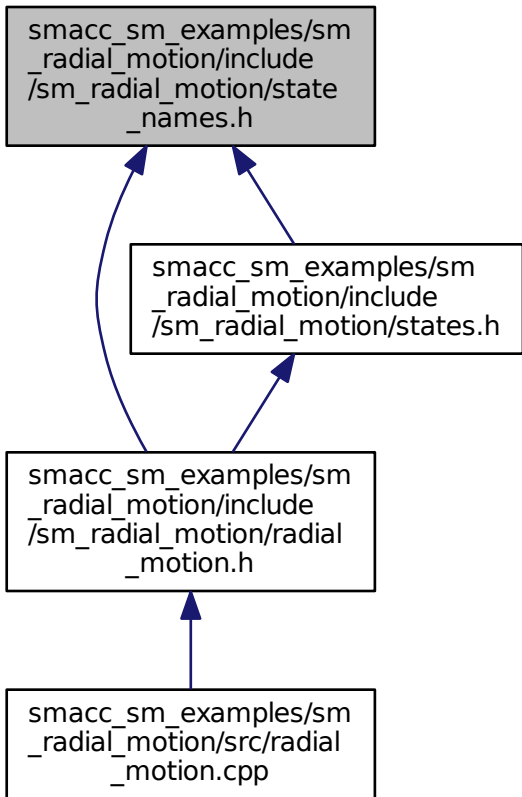 smacc_sm_examples/sm
_radial_motion/include
/sm_radial_motion/state
_names.h
smacc_sm_examples/sm
_radial_motion/include
/sm_radial_motion/states.h
smacc_sm_examples/sm
_radial_motion/include
/sm_radial_motion/radial
_motion.h
smacc_sm_examples/sm
_radial_motion/src/radial
_motion.cpp